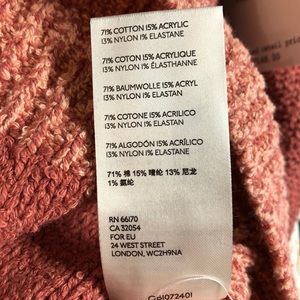 71% COTTON 15% ACRYLIC
13% NYLON 1% ELASTANE
71% COTON 15% ACRYLIQUE
13% NYLON 1% ÉLASTHANNE
71% BAUMWOLLE 15% ACRYL
13% NYLON 1% ELASTAN
71% COTONE 15% ACRILICO
13% NYLON 1% ELASTAN
71% ALGODÓN 15% ACRÍLICO
13% NYLON 1% ELASTANE
71% 棉 15% 腈纶 13% 尼龙
1% 氨纶
RN 66170
CA 32054
FOR EU
24 WEST STREET
LONDON, WC2H9NA